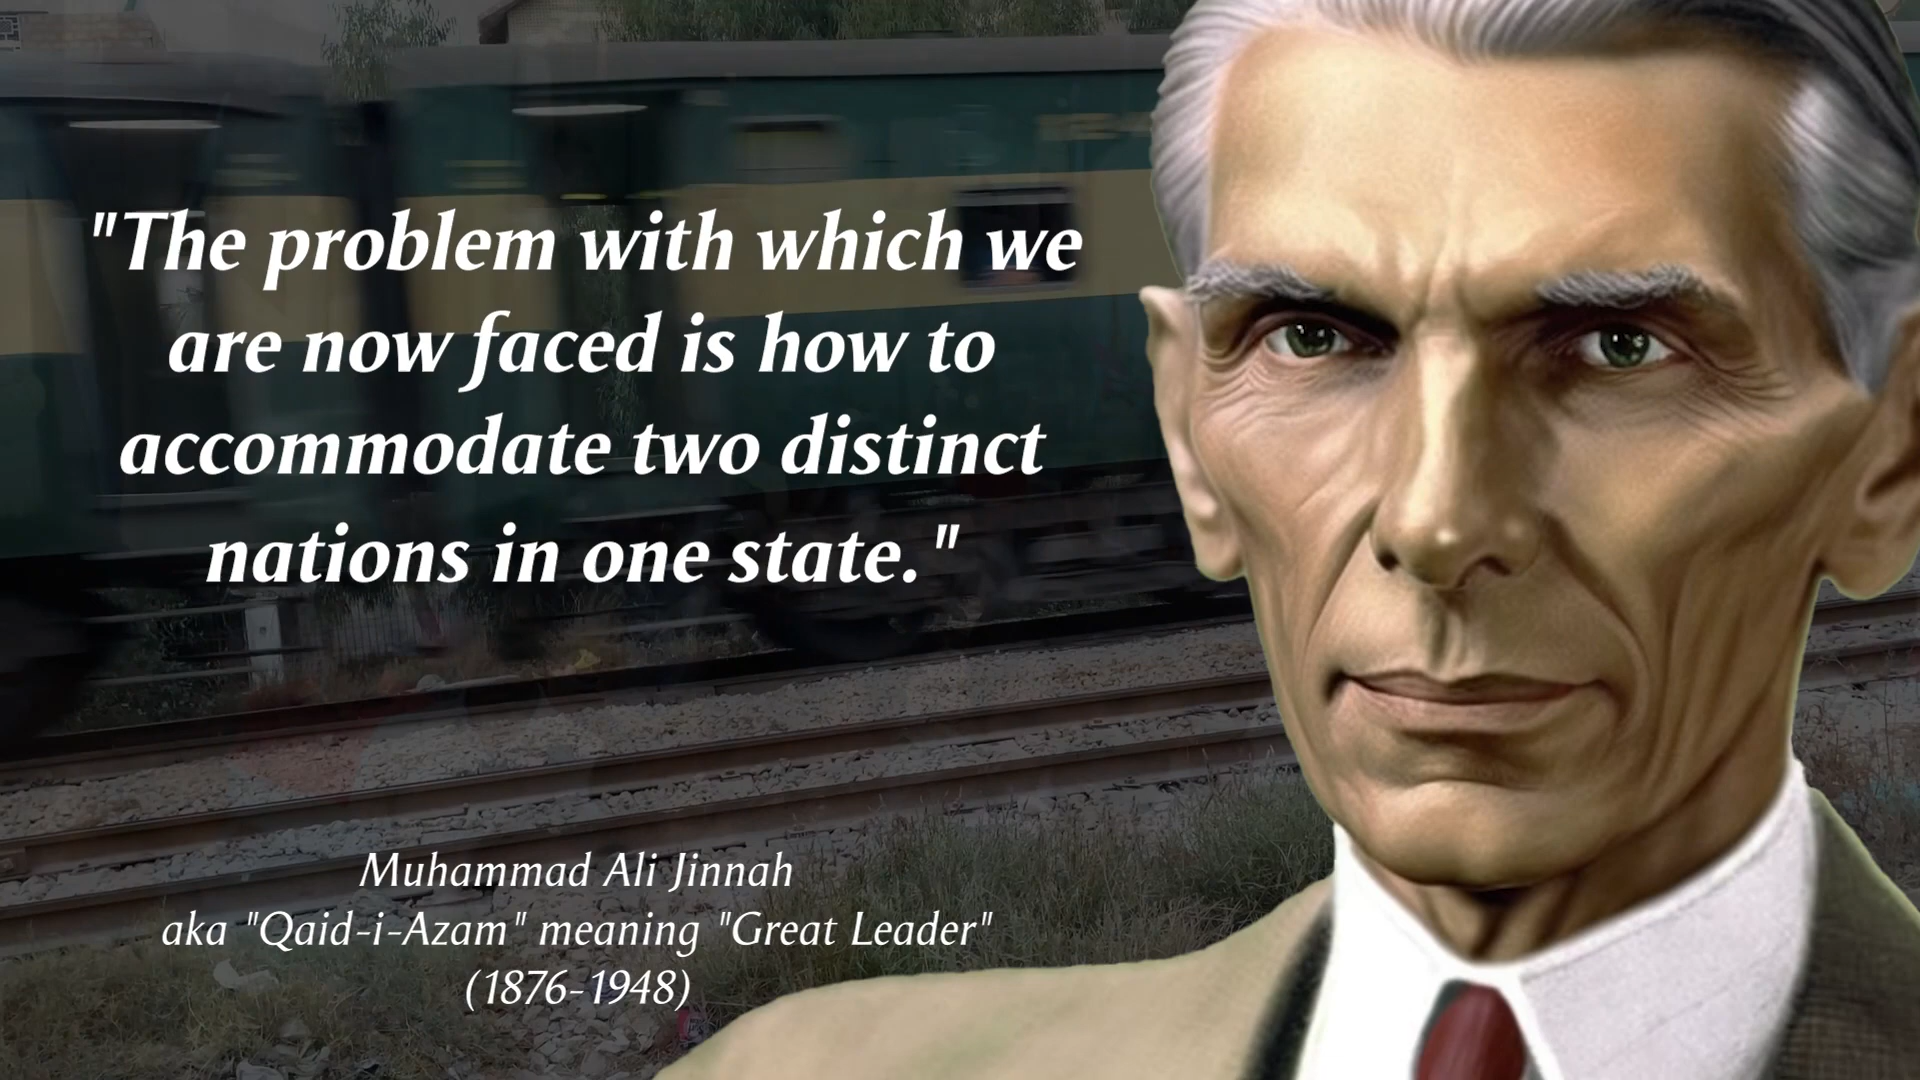 "The problem with which we
are now faced is how to
accommodate two distinct
nations in one state."
Muhammad Ali Jinnah
aka "Qaid-i-Azam" meaning "Great Leader"
(1876-1948)